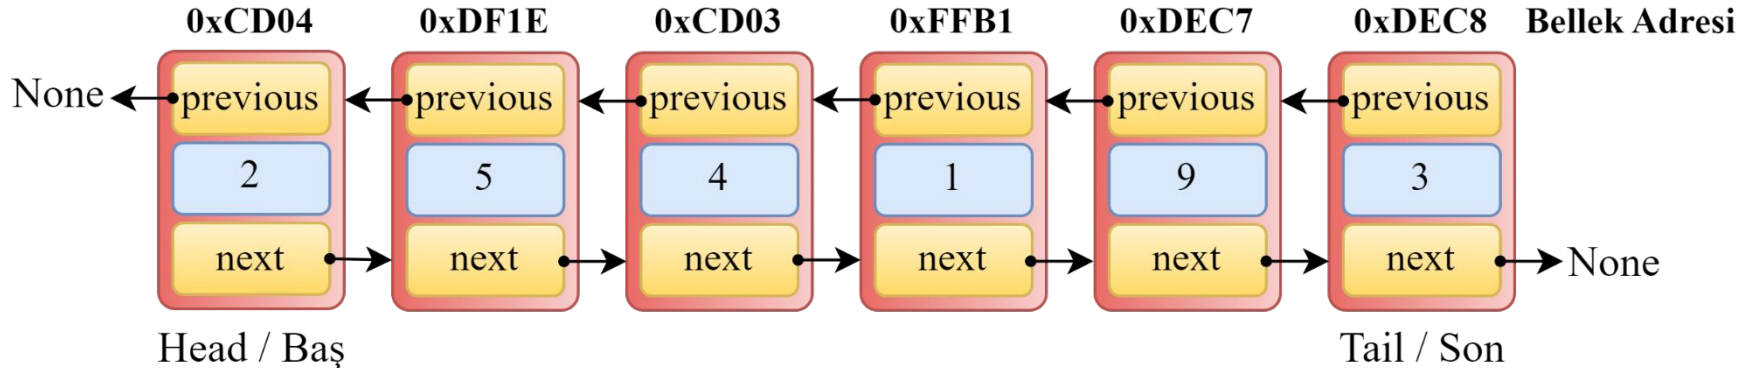 0xCD04 0xDF1E 0xCD03 0xFFB1 0xDEC7 0xDEC8 Bellek Adresi
None previous previous previous previous previous previous
2 5 4 1 9 3
next next next next next next None
Head / Baş Tail / Son